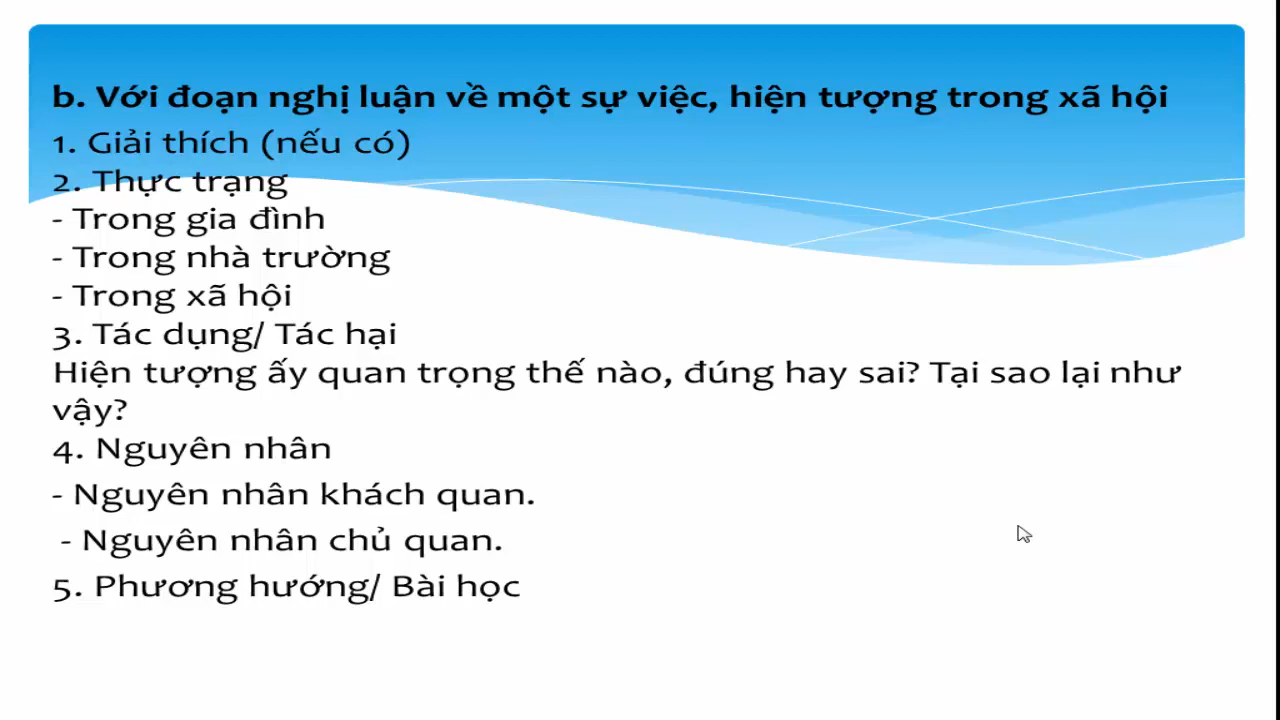 b. Với đoạn nghị luận về một sự việc, hiện tượng trong xã hội
1. Giải thích (nếu có)
2. Thực trạng
- Trong gia đình
- Trong nhà trường
- Trong xã hội
3. Tác dụng/ Tác hại
Hiện tượng ấy quan trọng thế nào, đúng hay sai? Tại sao lại như
vậy?
4. Nguyên nhân
- Nguyên nhân khách quan.
- Nguyên nhân chủ quan.
5. Phương hướng/ Bài học